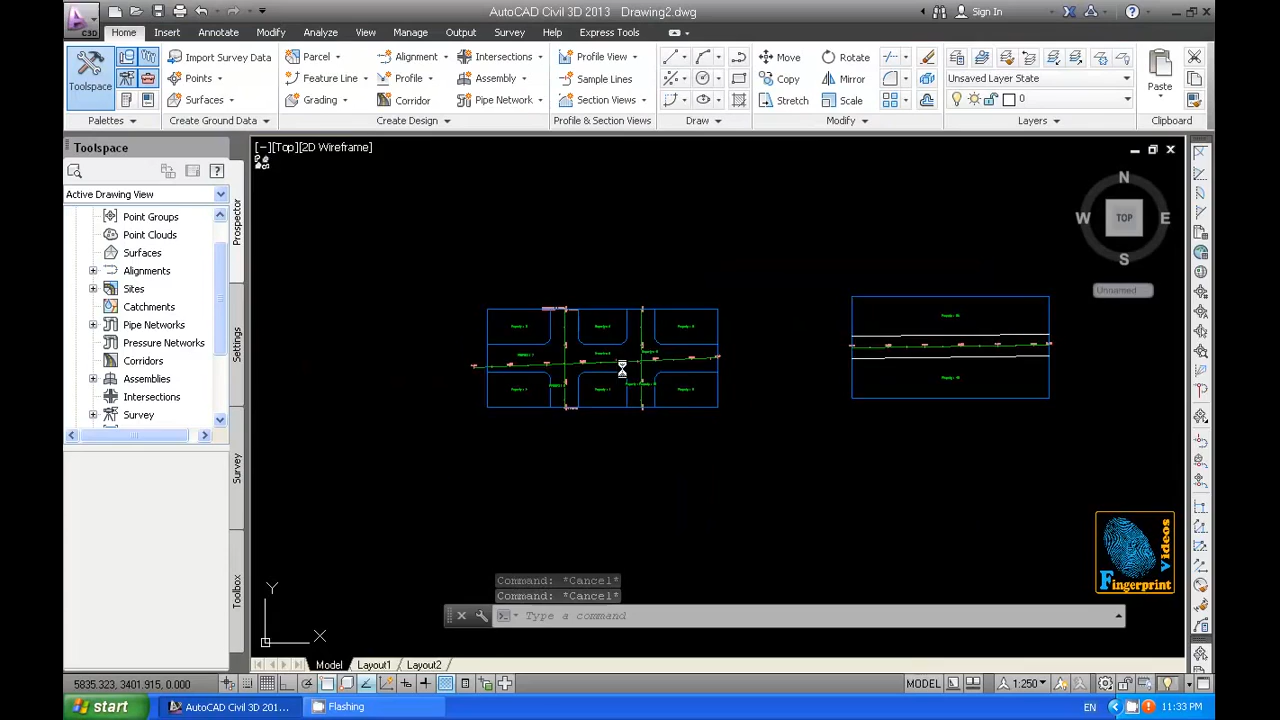 C3D
AutoCAD Civil 3D 2013 Drawing2.dwg
Sign In
Home Insert Annotate Modify Analyze View Manage Output Survey Help Express Tools
Toolspace
Import Survey Data
Points
Surfaces
Parcel
Feature Line
Grading
Alignment
Profile
Corridor
Intersections
Assembly
Pipe Network
Profile View
Sample Lines
Section Views
Move
Copy
Stretch
Rotate
Mirror
Scale
Unsaved Layer State
0
Paste
Palettes
Create Ground Data
Create Design
Profile & Section Views
Draw
Modify
Layers
Clipboard
Toolspace
Active Drawing View
Point Groups
Point Clouds
Surfaces
Alignments
Sites
Catchments
Pipe Networks
Pressure Networks
Corridors
Assemblies
Intersections
Survey
Prospector
Settings
Survey
Toolbox
[−][Top][2D Wireframe]
N
W TOP E
S
Unnamed
Y
X
Fingerprint
Videos
Command: *Cancel*
Command: *Cancel*
Type a command
Model Layout1 Layout2
5835.323, 3401.915, 0.000
MODEL
1:250
start
AutoCAD Civil 3D 201...
Flashing
EN
11:33 PM